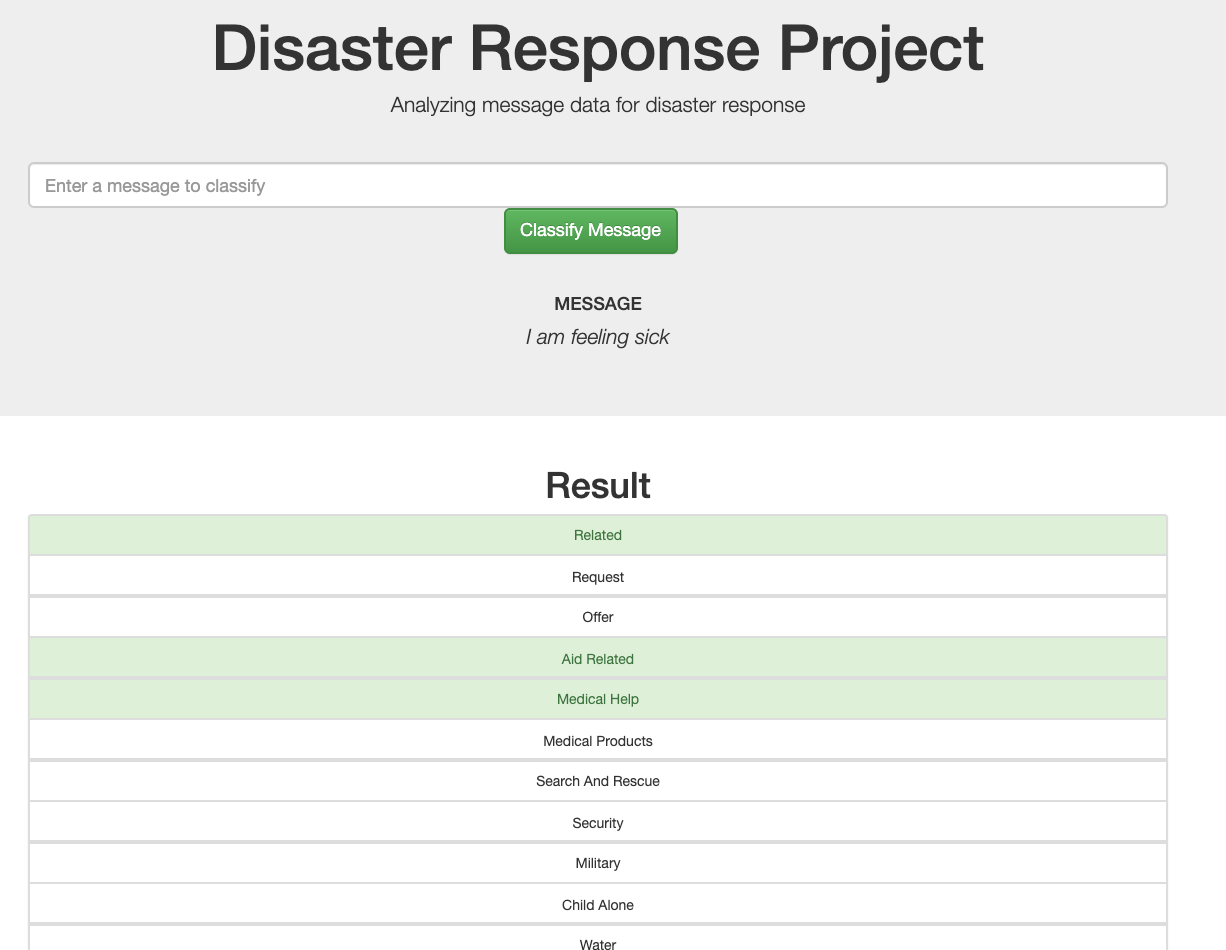 Disaster Response Project
Analyzing message data for disaster response
Enter a message to classify
Classify Message
MESSAGE
I am feeling sick
Result
Related
Request
Offer
Aid Related
Medical Help
Medical Products
Search And Rescue
Security
Military
Child Alone
Water